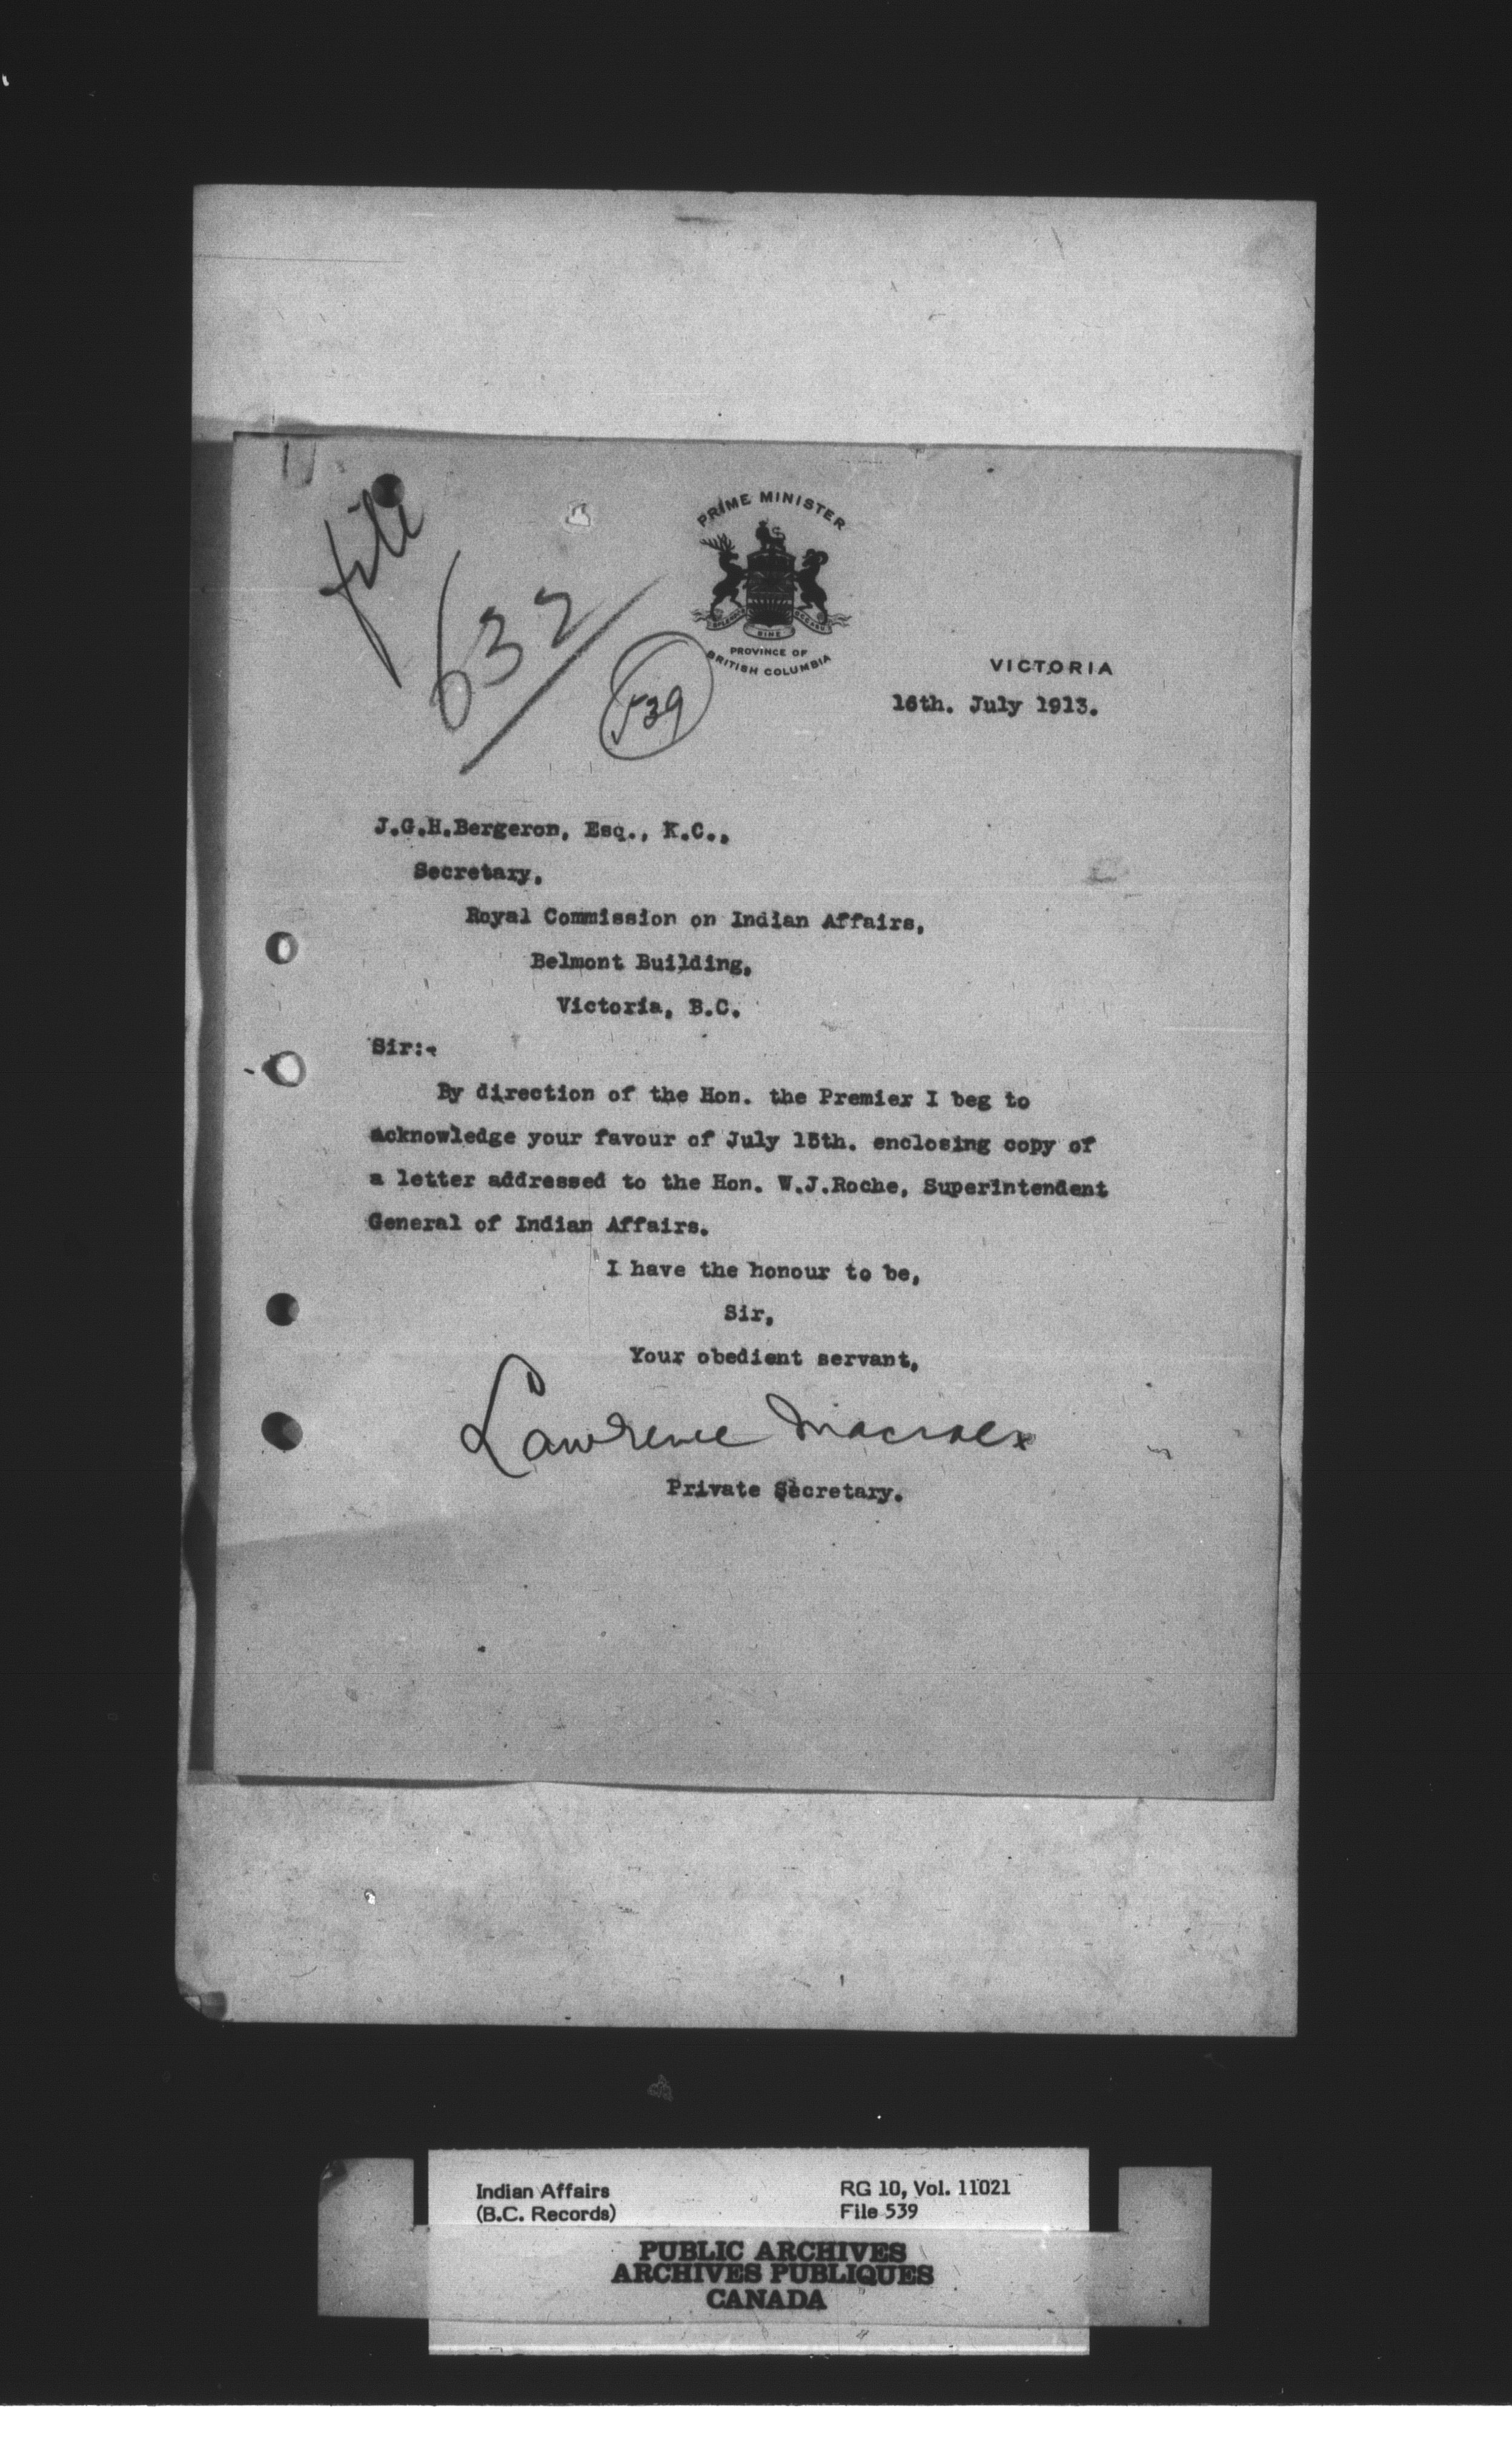 file
632
539
PRIME MINISTER
PROVINCE OF
BRITISH COLUMBIA
VICTORIA
16th. July 1913.
J.G.H.Bergeron, Esq., K.C.,
Secretary,
Royal Commission on Indian Affairs,
Belmont Building,
Victoria, B.C.
Sir:-
By direction of the Hon. the Premier I beg to
acknowledge your favour of July 15th. enclosing copy of
a letter addressed to the Hon. W.J.Roche, Superintendent
General of Indian Affairs.
I have the honour to be,
Sir,
Your obedient servant,
Lawrence Macrae
Private Secretary.
Indian Affairs
(B.C. Records)
RG 10, Vol. 11021
File 539
PUBLIC ARCHIVES
ARCHIVES PUBLIQUES
CANADA